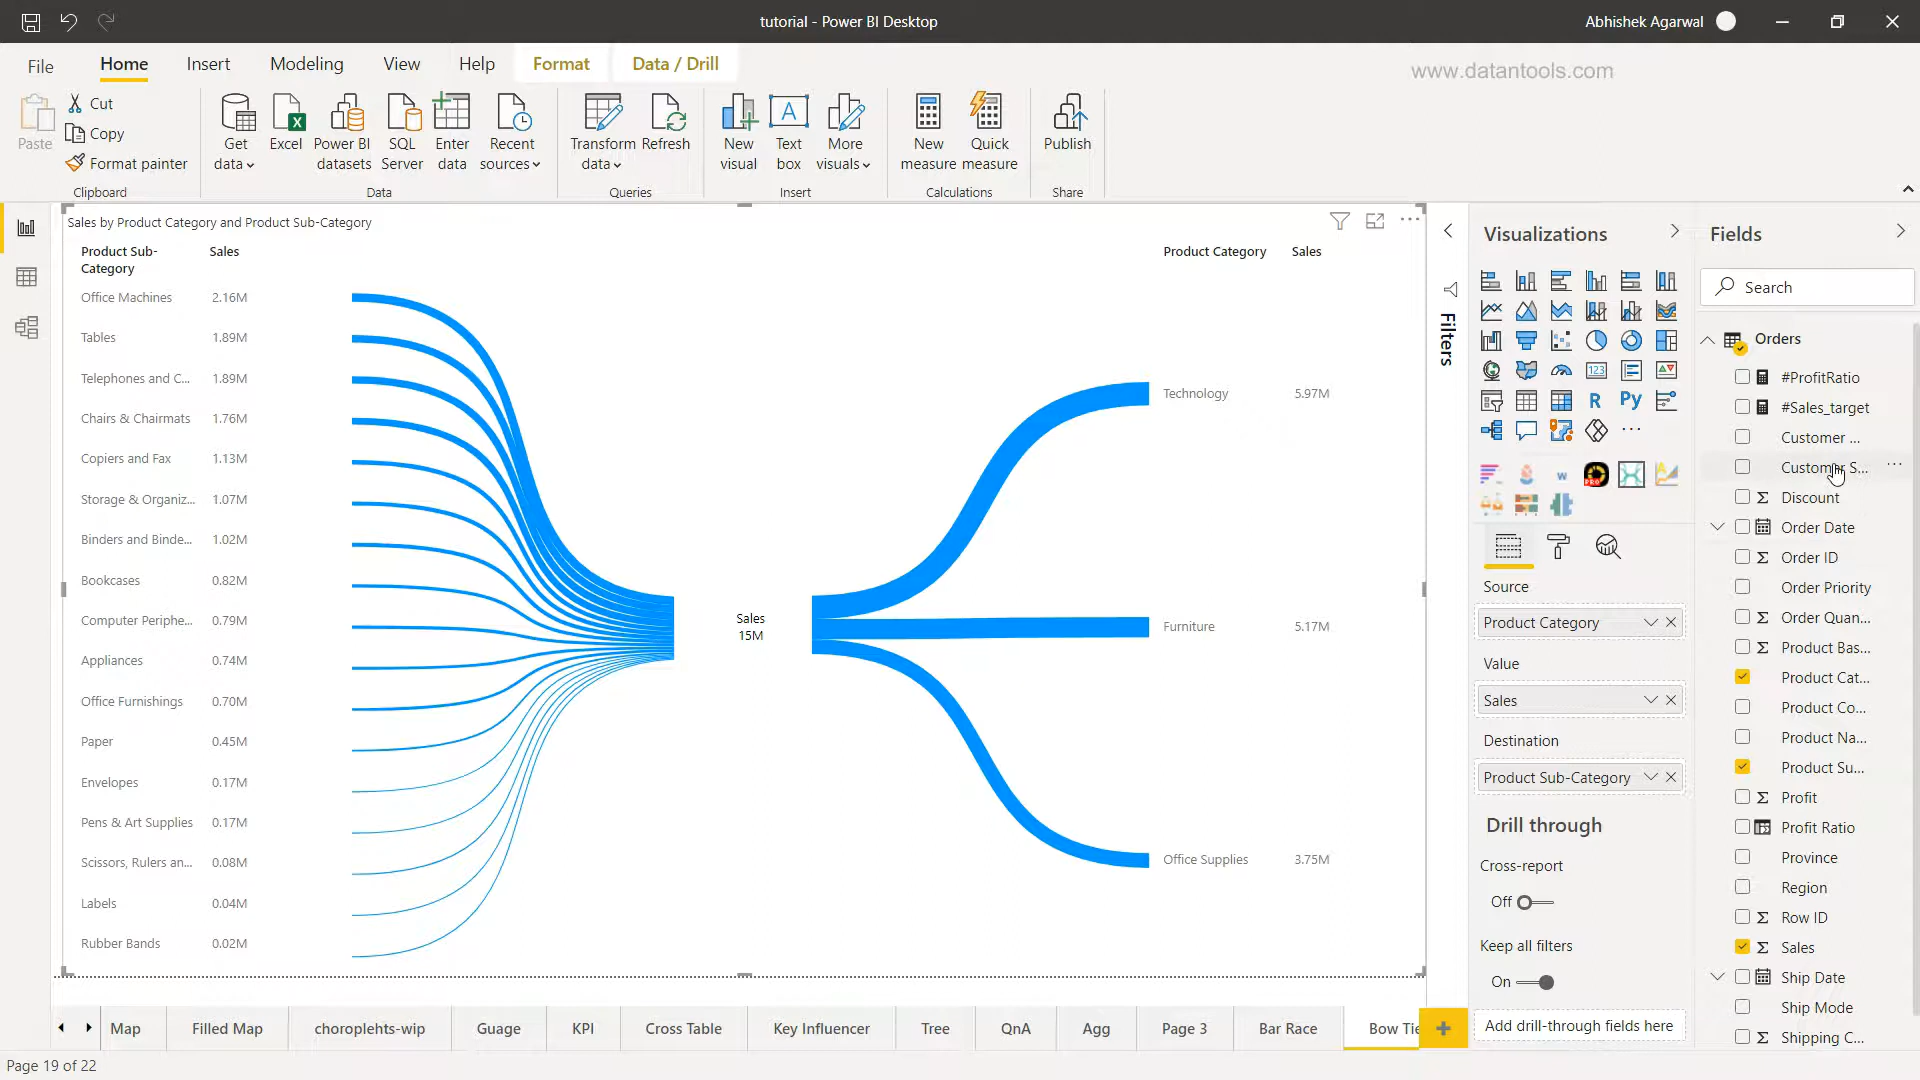 tutorial - Power BI Desktop
Abhishek Agarwal
File
Home
Insert
Modeling
View
Help
Format
Data / Drill
www.datantools.com
Paste
Cut
Copy
Format painter
Clipboard
Get data
Excel
Power BI datasets
SQL Server
Enter data
Recent sources
Data
Transform data
Refresh
Queries
New visual
Text box
More visuals
Insert
New measure
Quick measure
Calculations
Publish
Share
Sales by Product Category and Product Sub-Category
Product Sub-
Category
Sales
Office Machines 2.16M
Tables 1.89M
Telephones and C... 1.89M
Chairs & Chairmats 1.76M
Copiers and Fax 1.13M
Storage & Organiz... 1.07M
Binders and Binde... 1.02M
Bookcases 0.82M
Computer Periphe... 0.79M
Appliances 0.74M
Office Furnishings 0.70M
Paper 0.45M
Envelopes 0.17M
Pens & Art Supplies 0.17M
Scissors, Rulers an... 0.08M
Labels 0.04M
Rubber Bands 0.02M
Sales
15M
Product Category Sales
Technology 5.97M
Furniture 5.17M
Office Supplies 3.75M
Filters
Visualizations
123
R
Py
...
W
PRO
Source
Product Category
Value
Sales
Destination
Product Sub-Category
Drill through
Cross-report
Off
Keep all filters
On
Add drill-through fields here
Fields
Search
Orders
#ProfitRatio
#Sales_target
Customer ...
Customer S...
Discount
Order Date
Order ID
Order Priority
Order Quan...
Product Bas...
Product Cat...
Product Co...
Product Na...
Product Su...
Profit
Profit Ratio
Province
Region
Row ID
Sales
Ship Date
Ship Mode
Shipping C...
Map
Filled Map
choroplehts-wip
Guage
KPI
Cross Table
Key Influencer
Tree
QnA
Agg
Page 3
Bar Race
Bow Tie
Page 19 of 22